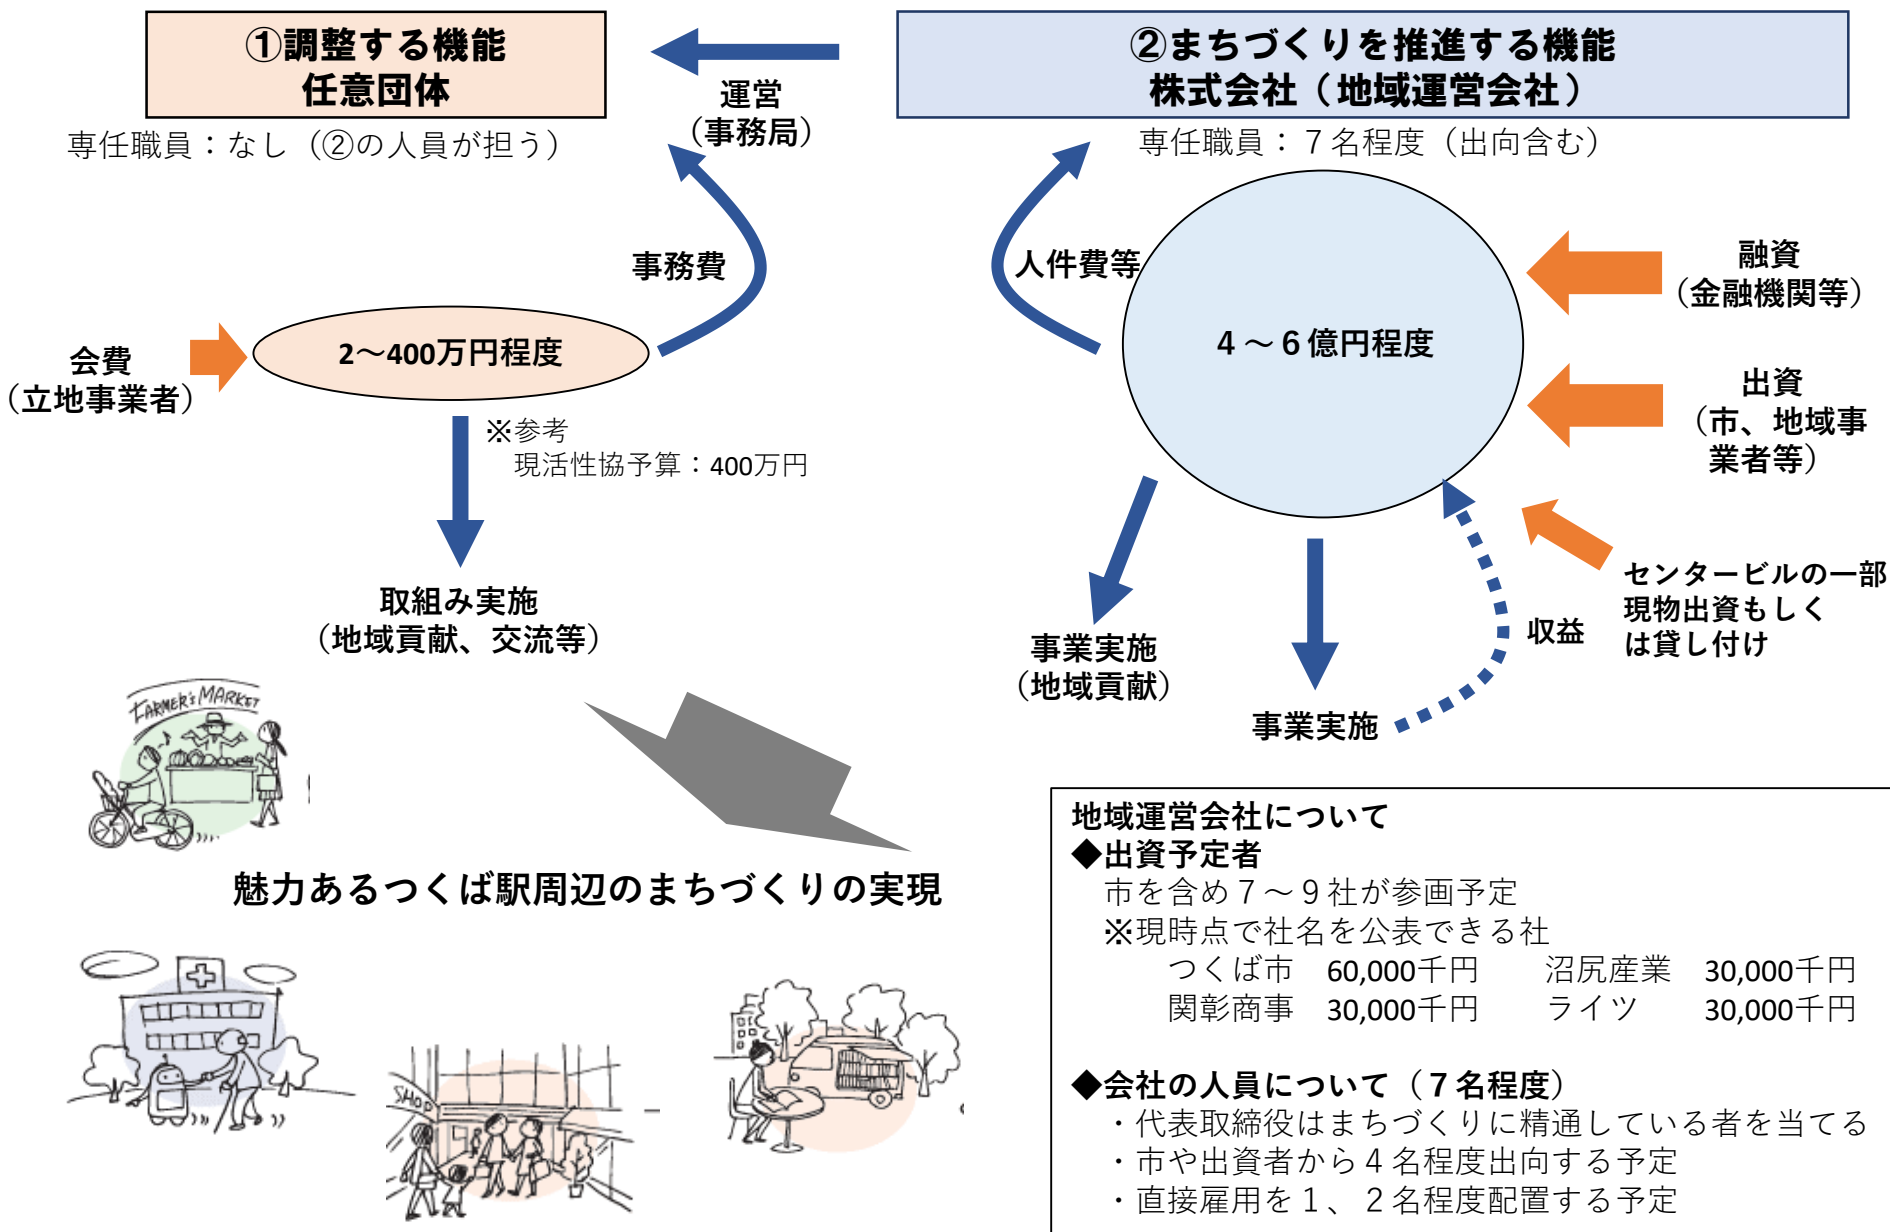 ①調整する機能
任意団体
専任職員：なし（②の人員が担う）
運営
（事務局）
②まちづくりを推進する機能
株式会社（地域運営会社）
専任職員：７名程度（出向含む）
事務費
会費
（立地事業者）
2～400万円程度
※参考
現活性協予算：400万円
取組み実施
（地域貢献、交流等）
人件費等
４～６億円程度
融資
（金融機関等）
出資
（市、地域事
業者等）
センタービルの一部
現物出資もしく
は貸し付け
収益
事業実施
（地域貢献）
事業実施
FARMER'S MARKET
魅力あるつくば駅周辺のまちづくりの実現
SHOP
地域運営会社について
◆出資予定者
市を含め７～９社が参画予定
※現時点で社名を公表できる社
つくば市　60,000千円　　沼尻産業　30,000千円
関彰商事　30,000千円　　ライツ　　30,000千円
◆会社の人員について（７名程度）
・代表取締役はまちづくりに精通している者を当てる
・市や出資者から４名程度出向する予定
・直接雇用を１、２名程度配置する予定